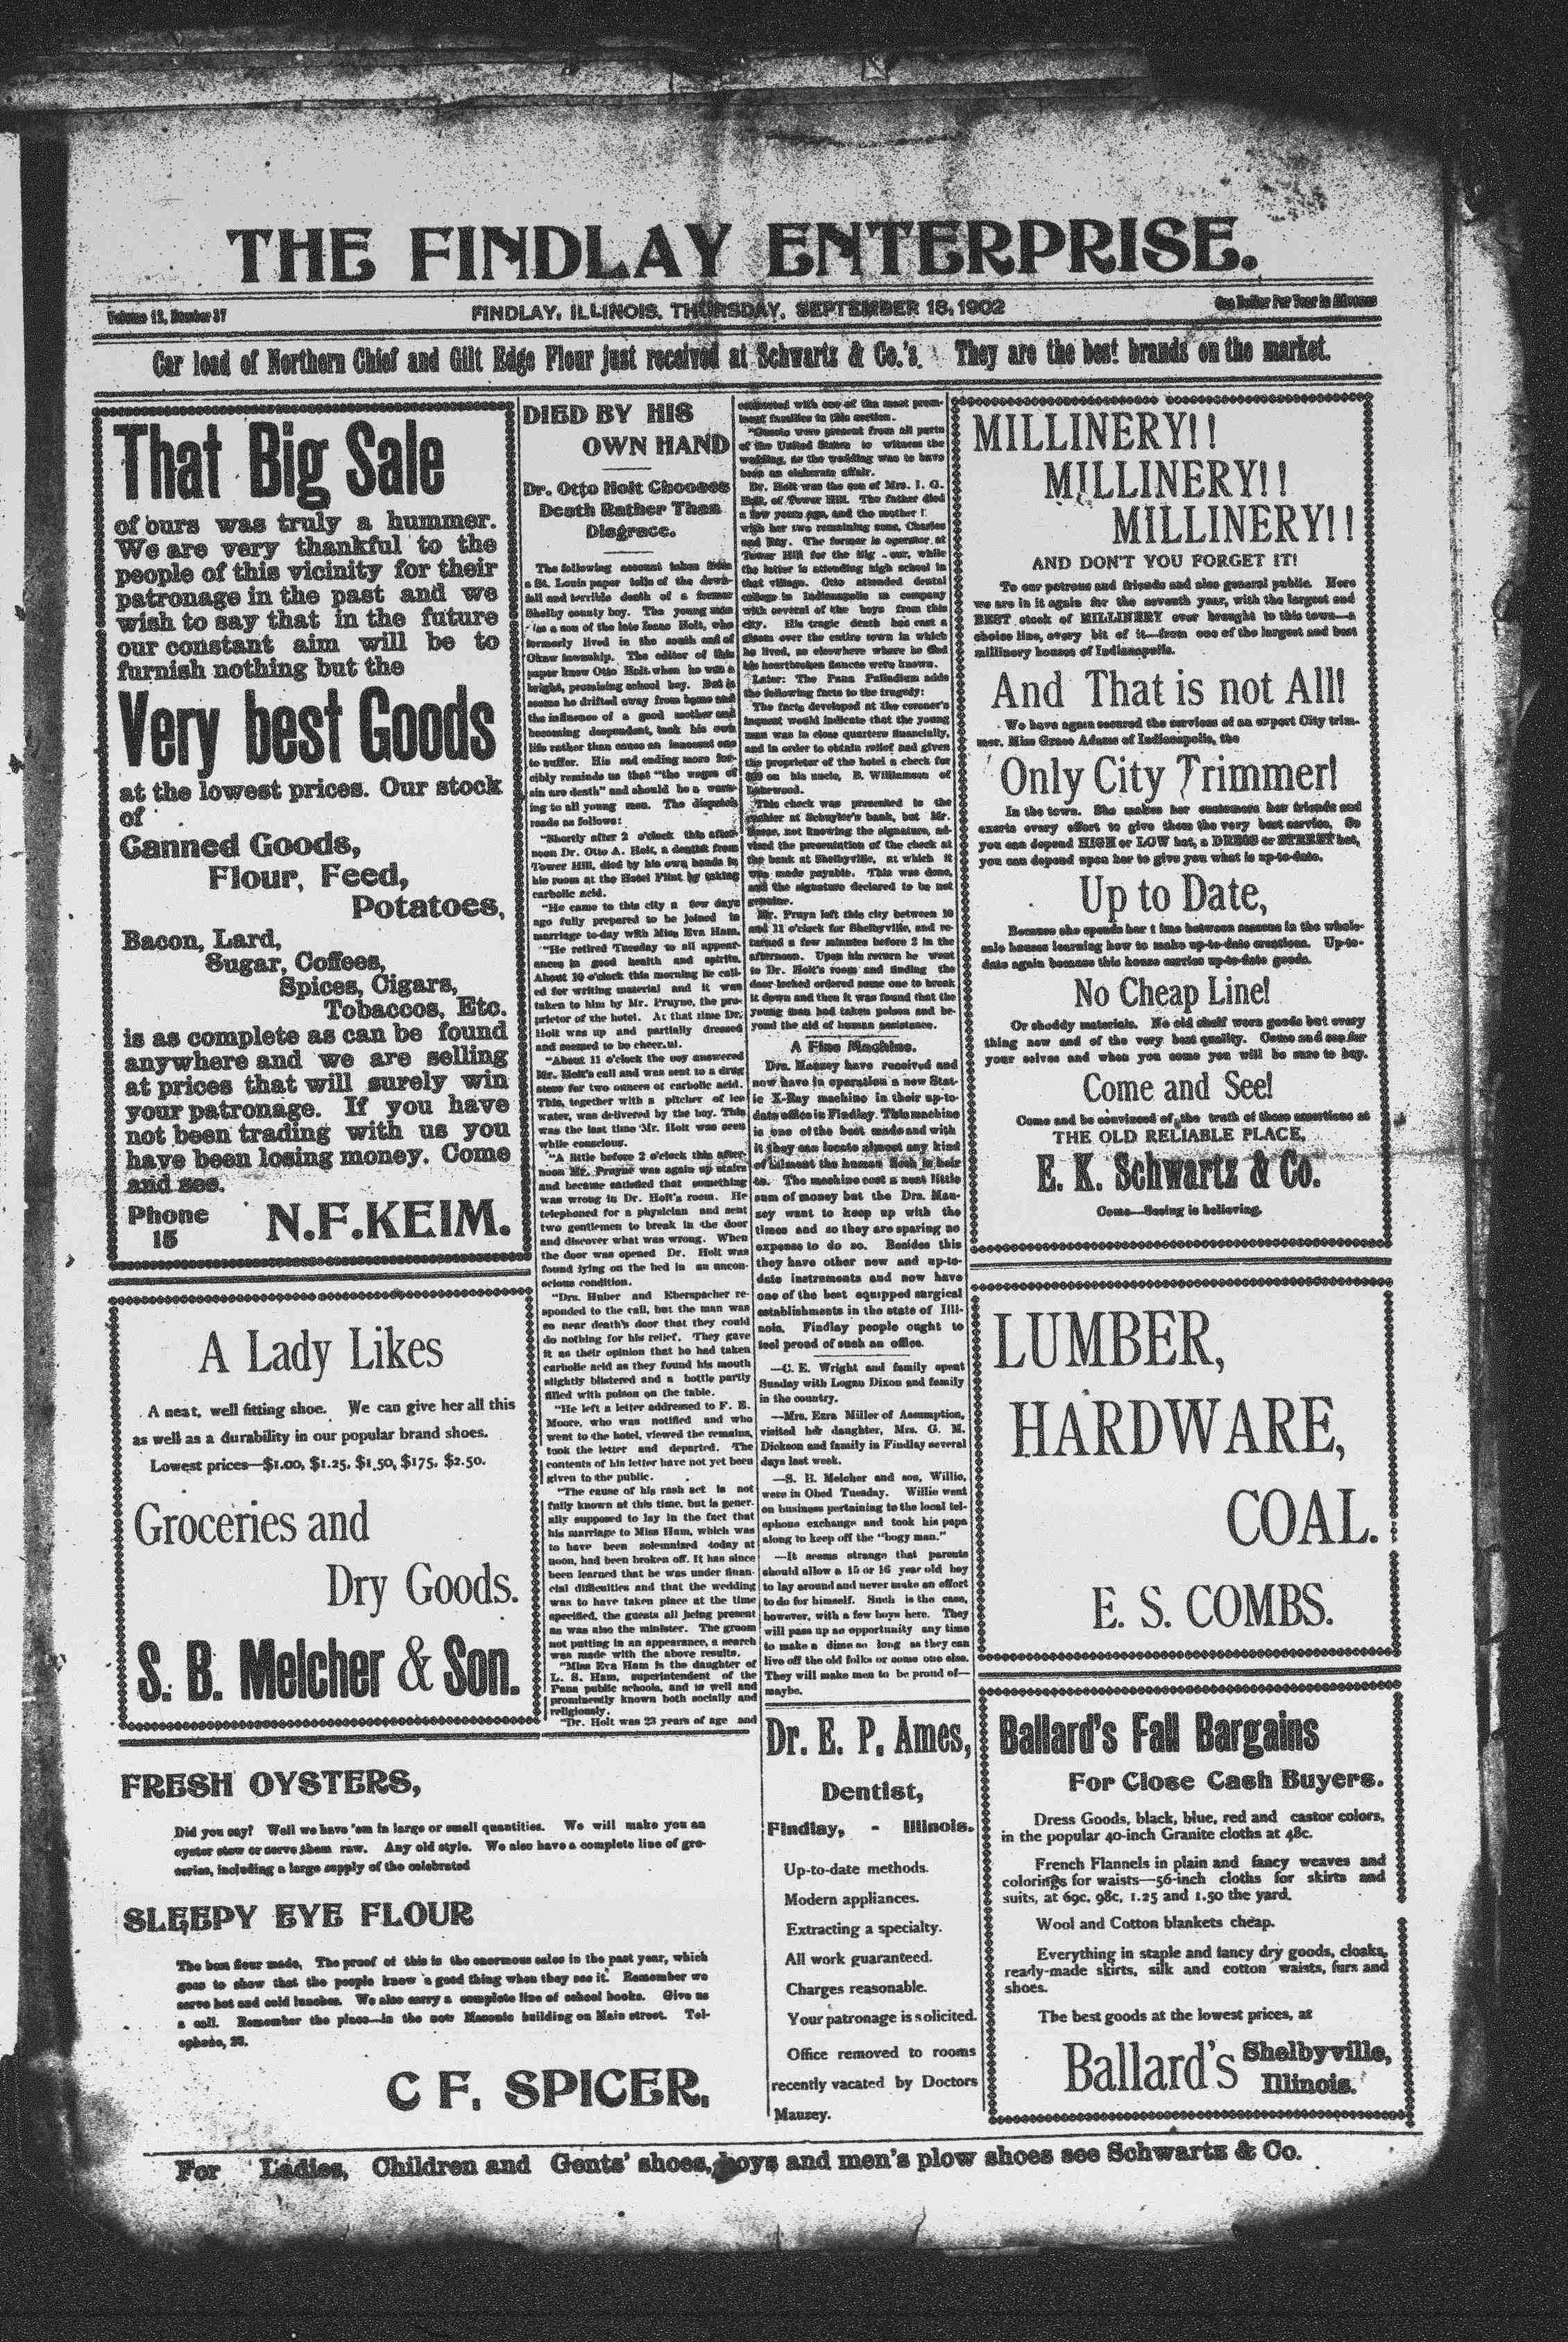 THE FINDLAY ENTERPRISE.
Volume 12, Number 37
FINDLAY, ILLINOIS, THURSDAY, SEPTEMBER 18, 1902
One Dollar Per Year in Advance
Car load of Northern Chief and Gilt Edge Flour just received at Schwartz & Co.'s. They are the best brands on the market.
That Big Sale
of ours was truly a hummer.
We are very thankful to the
people of this vicinity for their
patronage in the past and we
wish to say that in the future
our constant aim will be to
furnish nothing but the
Very best Goods
at the lowest prices. Our stock
of
Canned Goods,
Flour, Feed,
Potatoes,
Bacon, Lard,
Sugar, Coffees,
Spices, Cigars,
Tobaccos, Etc.
is as complete as can be found
anywhere and we are selling
at prices that will surely win
your patronage. If you have
not been trading with us you
have been losing money. Come
and see.
Phone
15
N.F.KEIM.
A Lady Likes
A neat, well fitting shoe. We can give her all this
as well as a durability in our popular brand shoes.
Lowest prices—$1.00, $1.25, $1.50, $175, $2.50.
Groceries and
Dry Goods.
S. B. Melcher & Son.
DIED BY HIS
OWN HAND
Dr. Otto Holt Chooses
Death Rather Than
Disgrace.
The following account taken from
a St. Louis paper tells of the down-
fall and terrible death of a former
Shelby county boy. The young man
was a son of the late Isaac Holt, who
formerly lived in the south end of
Okaw township. The editor of this
paper knew Otto Holt when he was a
bright, promising school boy. But it
seems he drifted away from home and
the influence of a good mother and
becoming despondent, took his own
life rather than cause an innocent one
to suffer. His sad ending more for-
cibly reminds us that "the wages of
sin are death" and should be a warn-
ing to all young men. The dispatch
reads as follows:
"Shortly after 2 o'clock this after-
noon Dr. Otto A. Holt, a dentist from
Tower Hill, died by his own hands in
his room at the Hotel Flint by taking
carbolic acid.
"He came to this city a few days
ago fully prepared to be joined in
marriage to-day with Miss Eva Ham.
"He retired Tuesday to all appear-
ances in good health and spirits.
About 10 o'clock this morning he call-
ed for writing material and it was
taken to him by Mr. Pruyne, the pro-
prietor of the hotel. At that time Dr.
Holt was up and partially dressed
and seemed to be cheerful.
"About 11 o'clock the boy answered
Mr. Holt's call and was sent to a drug
store for two ounces of carbolic acid.
This, together with a pitcher of ice
water, was delivered by the boy. This
was the last time Mr. Holt was seen
while conscious.
"A little before 2 o'clock this after-
noon Mr. Pruyne was again up stairs
and became satisfied that something
was wrong in Dr. Holt's room. He
telephoned for a physician and sent
two gentlemen to break in the door
and discover what was wrong. When
the door was opened Dr. Holt was
found lying on the bed in an uncon-
scious condition.
"Drs. Huber and Eberspacher re-
sponded to the call, but the man was
so near death's door that they could
do nothing for his relief. They gave
it as their opinion that he had taken
carbolic acid as they found his mouth
slightly blistered and a bottle partly
filled with poison on the table.
"He left a letter addressed to F. E.
Moore, who was notified and who
went to the hotel, viewed the remains,
took the letter and departed. The
contents of his letter have not yet been
given to the public.
"The cause of his rash act is not
fully known at this time, but is gener-
ally supposed to lay in the fact that
his marriage to Miss Ham, which was
to have been solemnized today at
noon, had been broken off. It has since
been learned that he was under finan-
cial difficulties and that the wedding
was to have taken place at the time
specified, the guests all being present
as was also the minister. The groom
not putting in an appearance, a search
was made with the above results.
"Miss Eva Ham is the daughter of
L. S. Ham, superintendent of the
Pana public schools, and is well and
prominently known both socially and
religiously.
"Dr. Holt was 23 years of age and
connected with one of the most prom-
inent families in this section.
"Guests were present from all parts
of the United States to witness the
wedding, as the wedding was to have
been an elaborate affair.
Dr. Holt was the son of Mrs. I. G.
Holt, of Tower Hill. The father died
a few years ago, and the mother
with her two remaining sons, Charles
and Ray. The former is operator at
Tower Hill for the Big Four, while
the latter is attending high school in
that village. Otto attended dental
college in Indianapolis in company
with several of the boys from this
city. His tragic death has cast a
gloom over the entire town in which
he lived, as elsewhere where he and
his heartbroken fiancee were known.
Later: The Pana Palladium adds
the following facts to the tragedy:
The facts developed at the coroner's
inquest would indicate that the young
man was in close quarters financially,
and in order to obtain relief had given
the proprietor of the hotel a check for
on his uncle, E. Williamson of
Lakewood.
This check was presented to the
cashier at Schuyler's bank, but Mr.
not knowing the signature, ad-
vised the presentation of the check at
the bank at Shelbyville, at which it
was made payable. This was done,
and the signature declared to be not
genuine.
Mr. Pruyn left this city between 10
and 11 o'clock for Shelbyville, and re-
turned a few minutes before 2 in the
afternoon. Upon his return he went
to Dr. Holt's room and finding the
door locked ordered some one to break
it down and then it was found that the
young man had taken poison and be-
yond the aid of human assistance.
A Fine Machine.
Drs. Mauzey have received and
now have in operation a new Stat-
ic X-Ray machine in their up-to-
date office in Findlay. This machine
is one of the best made and with
it they can locate almost any kind
of ailment the human flesh is heir
to. The machine cost a neat little
sum of money but the Drs. Mau-
zey want to keep up with the
times and so they are sparing no
expense to do so. Besides this
they have other new and up-to-
date instruments and now have
one of the best equipped surgical
establishments in the state of Illi-
nois. Findlay people ought to
feel proud of such an office.
—C. E. Wright and family spent
Sunday with Logan Dixon and family
in the country.
—Mrs. Ezra Miller of Assumption,
visited her daughter, Mrs. G. M.
Dickson and family in Findlay several
days last week.
—S. B. Melcher and son, Willie,
were in Obed Tuesday. Willie went
on business pertaining to the local tel-
ephone exchange and took his papa
along to keep off the "bogy man."
—It seems strange that parents
should allow a 15 or 16 year old boy
to lay around and never make an effort
to do for himself. Such is the case,
however, with a few boys here. They
will pass up an opportunity any time
to make a dime so long as they can
live off the old folks or some one else.
They will make men to be proud of—
maybe.
MILLINERY!!
MILLINERY!!
MILLINERY!!
AND DON'T YOU FORGET IT!
To our patrons and friends and also general public. Here
we are in it again for the seventh year, with the largest and
BEST stock of MILLINERY ever brought to this town—a
choice line, every bit of it—from one of the largest and best
millinery houses of Indianapolis.
And That is not All!
We have again secured the services of an expert City trim-
mer, Miss Grace Adams of Indianapolis, the
Only City Trimmer!
In the town. She makes her customers her friends and
exerts every effort to give them the very best service. So
you can depend HIGH or LOW hat, a DRESS or STREET hat,
you can depend upon her to give you what is up-to-date.
Up to Date,
Because she spends her time between seasons in the whole-
sale houses learning how to make up-to-date creations. Up-to-
date again because this house carries up-to-date goods.
No Cheap Line!
Or shoddy materials. No old shelf worn goods but every
thing new and of the very best quality. Come and see for
your selves and when you come you will be sure to buy.
Come and See!
Come and be convinced of the truth of these assertions at
THE OLD RELIABLE PLACE,
E. K. Schwartz & Co.
Come—Seeing is believing.
LUMBER,
HARDWARE,
COAL.
E. S. COMBS.
FRESH OYSTERS,
Did you say? Well we have 'em in large or small quantities. We will make you an
oyster stew or serve them raw. Any old style. We also have a complete line of gro-
ceries, including a large supply of the celebrated
SLEEPY EYE FLOUR
The best flour made. The proof of this is the enormous sales in the past year, which
goes to show that the people know a good thing when they see it. Remember we
serve hot and cold lunches. We also carry a complete line of school books. Give us
a call. Remember the place—in the new Masonic building on Main street. Tel-
ephone, 23.
C F. SPICER.
Dr. E. P. Ames,
Dentist,
Findlay, - Illinois.
Up-to-date methods.
Modern appliances.
Extracting a specialty.
All work guaranteed.
Charges reasonable.
Your patronage is solicited.
Office removed to rooms
recently vacated by Doctors
Mauzey.
Ballard's Fall Bargains
For Close Cash Buyers.
Dress Goods, black, blue, red and castor colors,
in the popular 40-inch Granite cloths at 48c.
French Flannels in plain and fancy weaves and
colorings for waists—56-inch cloths for skirts and
suits, at 69c, 98c, 1.25 and 1.50 the yard.
Wool and Cotton blankets cheap.
Everything in staple and fancy dry goods, cloaks,
ready-made skirts, silk and cotton waists, furs and
shoes.
The best goods at the lowest prices, at
Ballard's Shelbyville,
Illinois.
For Ladies, Children and Gents' shoes, boys and men's plow shoes see Schwartz & Co.